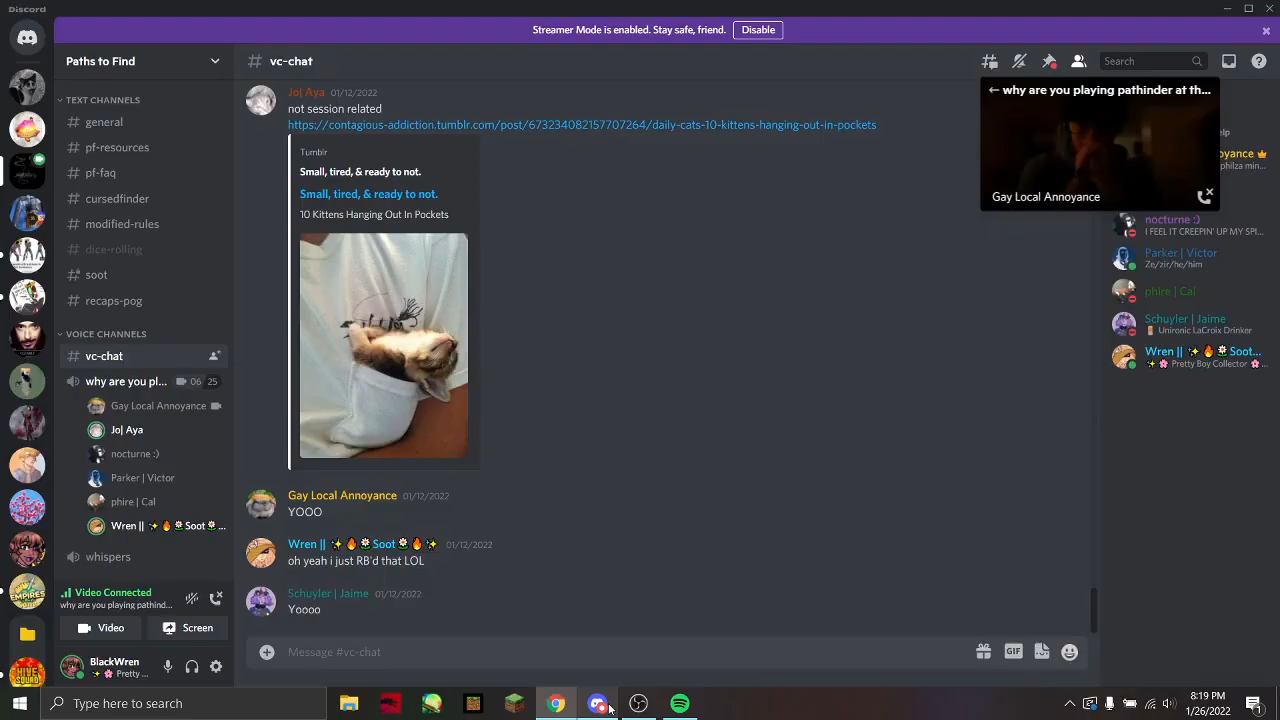 Discord
Streamer Mode is enabled. Stay safe, friend.
Disable
Paths to Find
TEXT CHANNELS
general
pf-resources
pf-faq
cursedfinder
modified-rules
dice-rolling
soot
recaps-pog
VOICE CHANNELS
vc-chat
why are you pl... 06 25
Gay Local Annoyance
Jo| Aya
nocturne :)
Parker | Victor
phire | Cal
Wren || ✨🔥🌼Soot🌼...
whispers
Video Connected
why are you playing pathind...
Video
Screen
BlackWren
✨🌸 Pretty ...
# vc-chat
Search
Jo| Aya 01/12/2022
not session related
https://contagious-addiction.tumblr.com/post/673234082157707264/daily-cats-10-kittens-hanging-out-in-pockets
Tumblr
Small, tired, & ready to not.
Small, tired, & ready to not.
10 Kittens Hanging Out In Pockets
Gay Local Annoyance 01/12/2022
YOOO
Wren || ✨🔥🌼Soot🌼🔥✨ 01/12/2022
oh yeah i just RB'd that LOL
Schuyler | Jaime 01/12/2022
Yoooo
Message #vc-chat
GIF
← why are you playing pathinder at th...
Gay Local Annoyance
elp
oyance
philza min...
nocturne :)
I FEEL IT CREEPIN' UP MY SPI...
Parker | Victor
Ze/zir/he/him
phire | Cal
Schuyler | Jaime
Unironic LaCroix Drinker
Wren || ✨🔥🌼Soot...
✨🌸 Pretty Boy Collector 🌸...
Type here to search
8:19 PM
1/26/2022